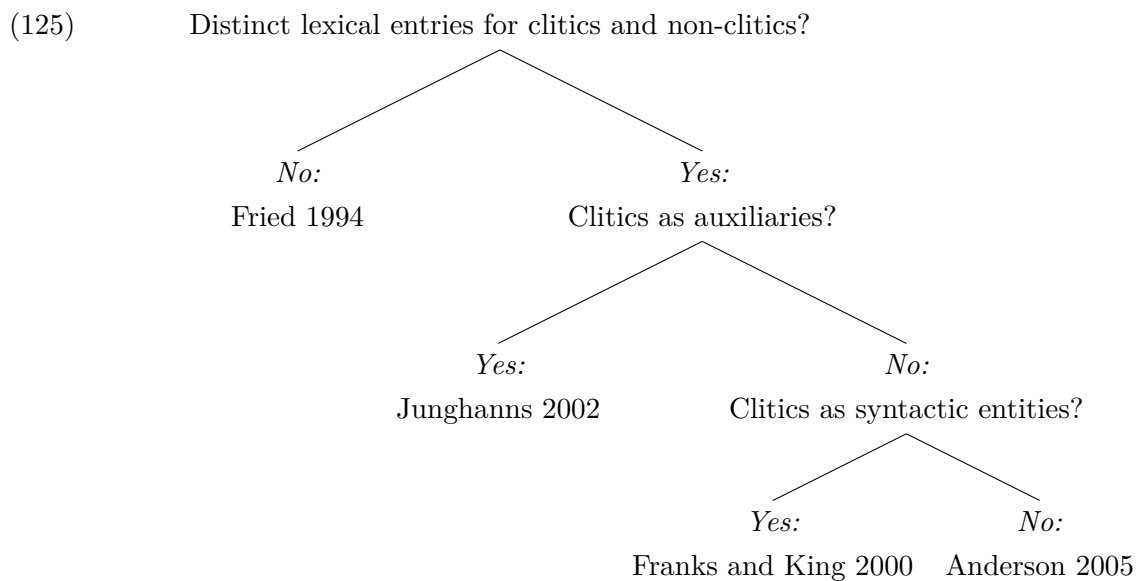 (125) Distinct lexical entries for clitics and non-clitics?
No: Yes:
Fried 1994 Clitics as auxiliaries?
Yes: No:
Junghanns 2002 Clitics as syntactic entities?
Yes: No:
Franks and King 2000 Anderson 2005